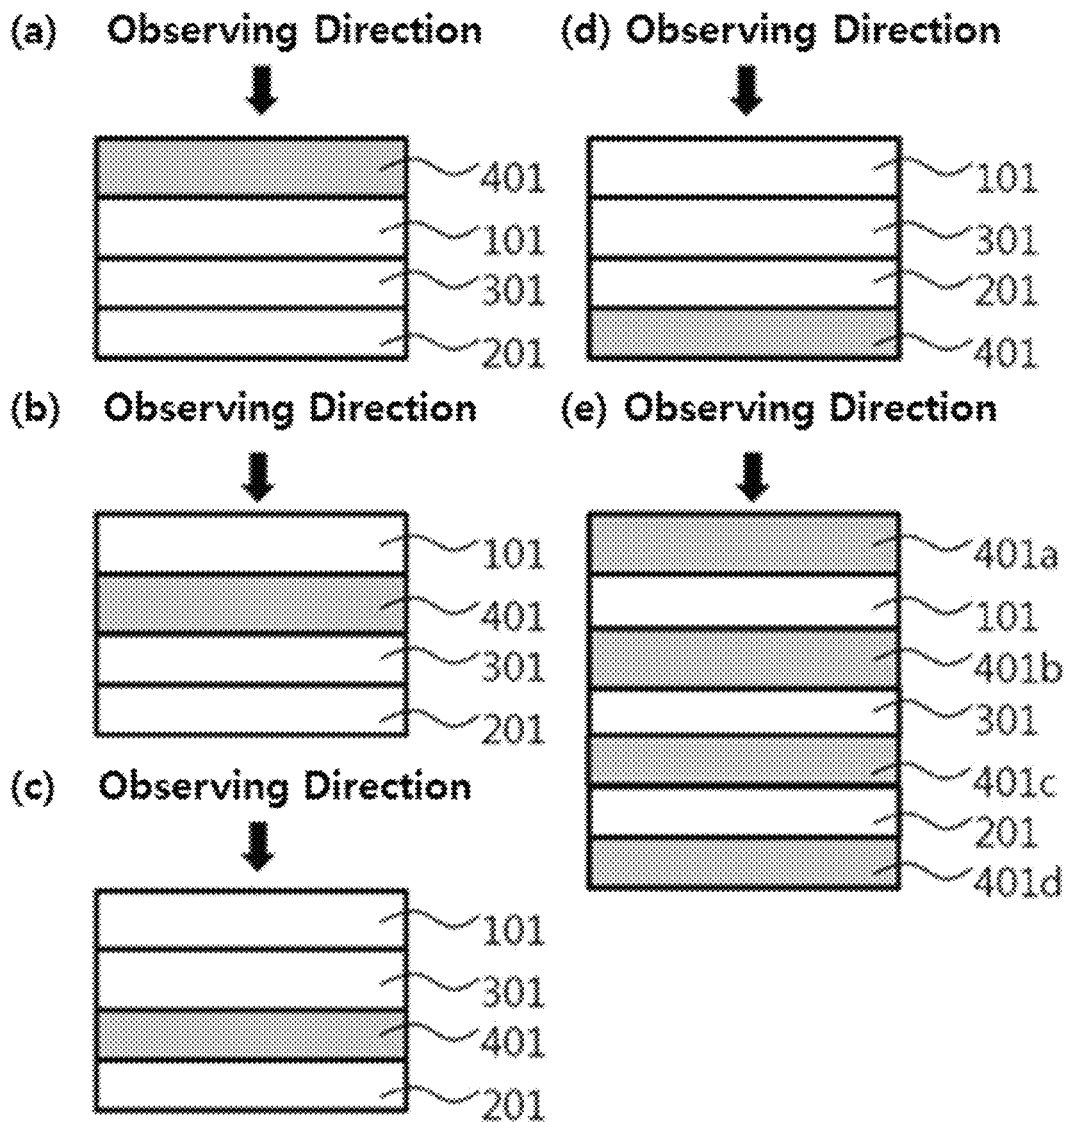 (a) Observing Direction
401
101
301
201
(b) Observing Direction
101
401
301
201
(c) Observing Direction
101
301
401
201
(d) Observing Direction
101
301
201
401
(e) Observing Direction
401a
101
401b
301
401c
201
401d